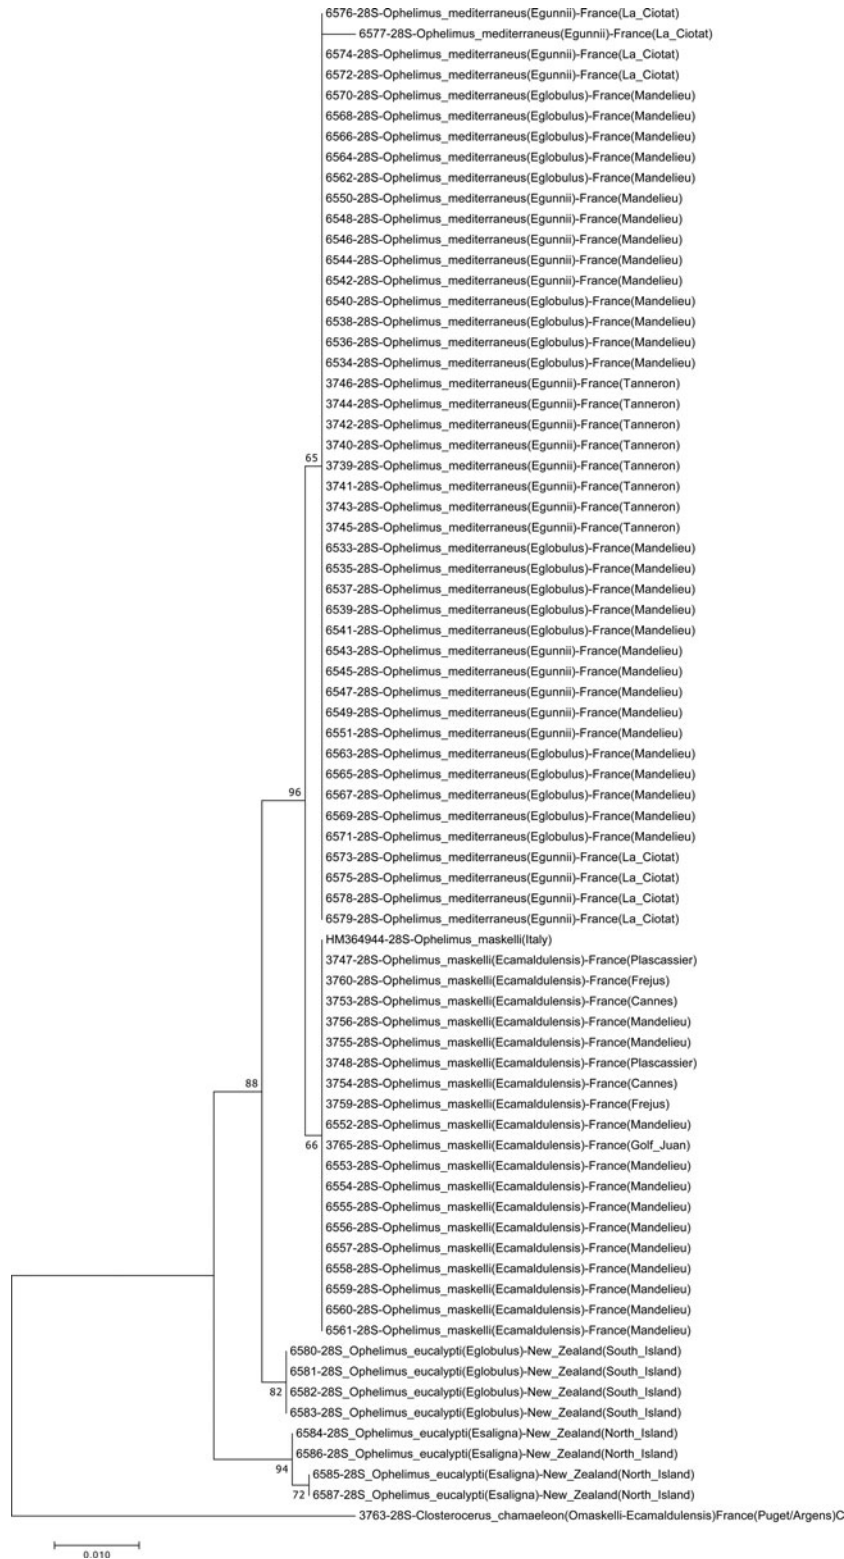 6576-28S-Ophelimus_mediterraneus(Egunnii)-France(La_Ciotat)
6577-28S-Ophelimus_mediterraneus(Egunnii)-France(La_Ciotat)
6574-28S-Ophelimus_mediterraneus(Egunnii)-France(La_Ciotat)
6572-28S-Ophelimus_mediterraneus(Egunnii)-France(La_Ciotat)
6570-28S-Ophelimus_mediterraneus(Eglobulus)-France(Mandelieu)
6568-28S-Ophelimus_mediterraneus(Eglobulus)-France(Mandelieu)
6566-28S-Ophelimus_mediterraneus(Eglobulus)-France(Mandelieu)
6564-28S-Ophelimus_mediterraneus(Eglobulus)-France(Mandelieu)
6562-28S-Ophelimus_mediterraneus(Eglobulus)-France(Mandelieu)
6550-28S-Ophelimus_mediterraneus(Egunnii)-France(Mandelieu)
6548-28S-Ophelimus_mediterraneus(Egunnii)-France(Mandelieu)
6546-28S-Ophelimus_mediterraneus(Egunnii)-France(Mandelieu)
6544-28S-Ophelimus_mediterraneus(Egunnii)-France(Mandelieu)
6542-28S-Ophelimus_mediterraneus(Egunnii)-France(Mandelieu)
6540-28S-Ophelimus_mediterraneus(Eglobulus)-France(Mandelieu)
6538-28S-Ophelimus_mediterraneus(Eglobulus)-France(Mandelieu)
6536-28S-Ophelimus_mediterraneus(Eglobulus)-France(Mandelieu)
6534-28S-Ophelimus_mediterraneus(Eglobulus)-France(Mandelieu)
3746-28S-Ophelimus_mediterraneus(Egunnii)-France(Tanneron)
3744-28S-Ophelimus_mediterraneus(Egunnii)-France(Tanneron)
3742-28S-Ophelimus_mediterraneus(Egunnii)-France(Tanneron)
3740-28S-Ophelimus_mediterraneus(Egunnii)-France(Tanneron)
65
3739-28S-Ophelimus_mediterraneus(Egunnii)-France(Tanneron)
3741-28S-Ophelimus_mediterraneus(Egunnii)-France(Tanneron)
3743-28S-Ophelimus_mediterraneus(Egunnii)-France(Tanneron)
3745-28S-Ophelimus_mediterraneus(Egunnii)-France(Tanneron)
6533-28S-Ophelimus_mediterraneus(Eglobulus)-France(Mandelieu)
6535-28S-Ophelimus_mediterraneus(Eglobulus)-France(Mandelieu)
6537-28S-Ophelimus_mediterraneus(Eglobulus)-France(Mandelieu)
6539-28S-Ophelimus_mediterraneus(Eglobulus)-France(Mandelieu)
6541-28S-Ophelimus_mediterraneus(Eglobulus)-France(Mandelieu)
6543-28S-Ophelimus_mediterraneus(Egunnii)-France(Mandelieu)
6545-28S-Ophelimus_mediterraneus(Egunnii)-France(Mandelieu)
6547-28S-Ophelimus_mediterraneus(Egunnii)-France(Mandelieu)
6549-28S-Ophelimus_mediterraneus(Egunnii)-France(Mandelieu)
6551-28S-Ophelimus_mediterraneus(Egunnii)-France(Mandelieu)
6563-28S-Ophelimus_mediterraneus(Eglobulus)-France(Mandelieu)
6565-28S-Ophelimus_mediterraneus(Eglobulus)-France(Mandelieu)
96
6567-28S-Ophelimus_mediterraneus(Eglobulus)-France(Mandelieu)
6569-28S-Ophelimus_mediterraneus(Eglobulus)-France(Mandelieu)
6571-28S-Ophelimus_mediterraneus(Eglobulus)-France(Mandelieu)
6573-28S-Ophelimus_mediterraneus(Egunnii)-France(La_Ciotat)
6575-28S-Ophelimus_mediterraneus(Egunnii)-France(La_Ciotat)
6578-28S-Ophelimus_mediterraneus(Egunnii)-France(La_Ciotat)
6579-28S-Ophelimus_mediterraneus(Egunnii)-France(La_Ciotat)
HM364944-28S-Ophelimus_maskelli(Italy)
3747-28S-Ophelimus_maskelli(Ecamaldulensis)-France(Plascassier)
3760-28S-Ophelimus_maskelli(Ecamaldulensis)-France(Frejus)
3753-28S-Ophelimus_maskelli(Ecamaldulensis)-France(Cannes)
3756-28S-Ophelimus_maskelli(Ecamaldulensis)-France(Mandelieu)
3755-28S-Ophelimus_maskelli(Ecamaldulensis)-France(Mandelieu)
3748-28S-Ophelimus_maskelli(Ecamaldulensis)-France(Plascassier)
88
3754-28S-Ophelimus_maskelli(Ecamaldulensis)-France(Cannes)
3759-28S-Ophelimus_maskelli(Ecamaldulensis)-France(Frejus)
6552-28S-Ophelimus_maskelli(Ecamaldulensis)-France(Mandelieu)
66
3765-28S-Ophelimus_maskelli(Ecamaldulensis)-France(Golf_Juan)
6553-28S-Ophelimus_maskelli(Ecamaldulensis)-France(Mandelieu)
6554-28S-Ophelimus_maskelli(Ecamaldulensis)-France(Mandelieu)
6555-28S-Ophelimus_maskelli(Ecamaldulensis)-France(Mandelieu)
6556-28S-Ophelimus_maskelli(Ecamaldulensis)-France(Mandelieu)
6557-28S-Ophelimus_maskelli(Ecamaldulensis)-France(Mandelieu)
6558-28S-Ophelimus_maskelli(Ecamaldulensis)-France(Mandelieu)
6559-28S-Ophelimus_maskelli(Ecamaldulensis)-France(Mandelieu)
6560-28S-Ophelimus_maskelli(Ecamaldulensis)-France(Mandelieu)
6561-28S-Ophelimus_maskelli(Ecamaldulensis)-France(Mandelieu)
6580-28S_Ophelimus_eucalypti(Eglobulus)-New_Zealand(South_Island)
6581-28S_Ophelimus_eucalypti(Eglobulus)-New_Zealand(South_Island)
82
6582-28S_Ophelimus_eucalypti(Eglobulus)-New_Zealand(South_Island)
6583-28S_Ophelimus_eucalypti(Eglobulus)-New_Zealand(South_Island)
6584-28S_Ophelimus_eucalypti(Esaligna)-New_Zealand(North_Island)
6586-28S_Ophelimus_eucalypti(Esaligna)-New_Zealand(North_Island)
94
6585-28S_Ophelimus_eucalypti(Esaligna)-New_Zealand(North_Island)
72
6587-28S_Ophelimus_eucalypti(Esaligna)-New_Zealand(North_Island)
3763-28S-Closterocerus_chamaeleon(Omaskelli-Ecamaldulensis)France(Puget/Argens)C
0.010